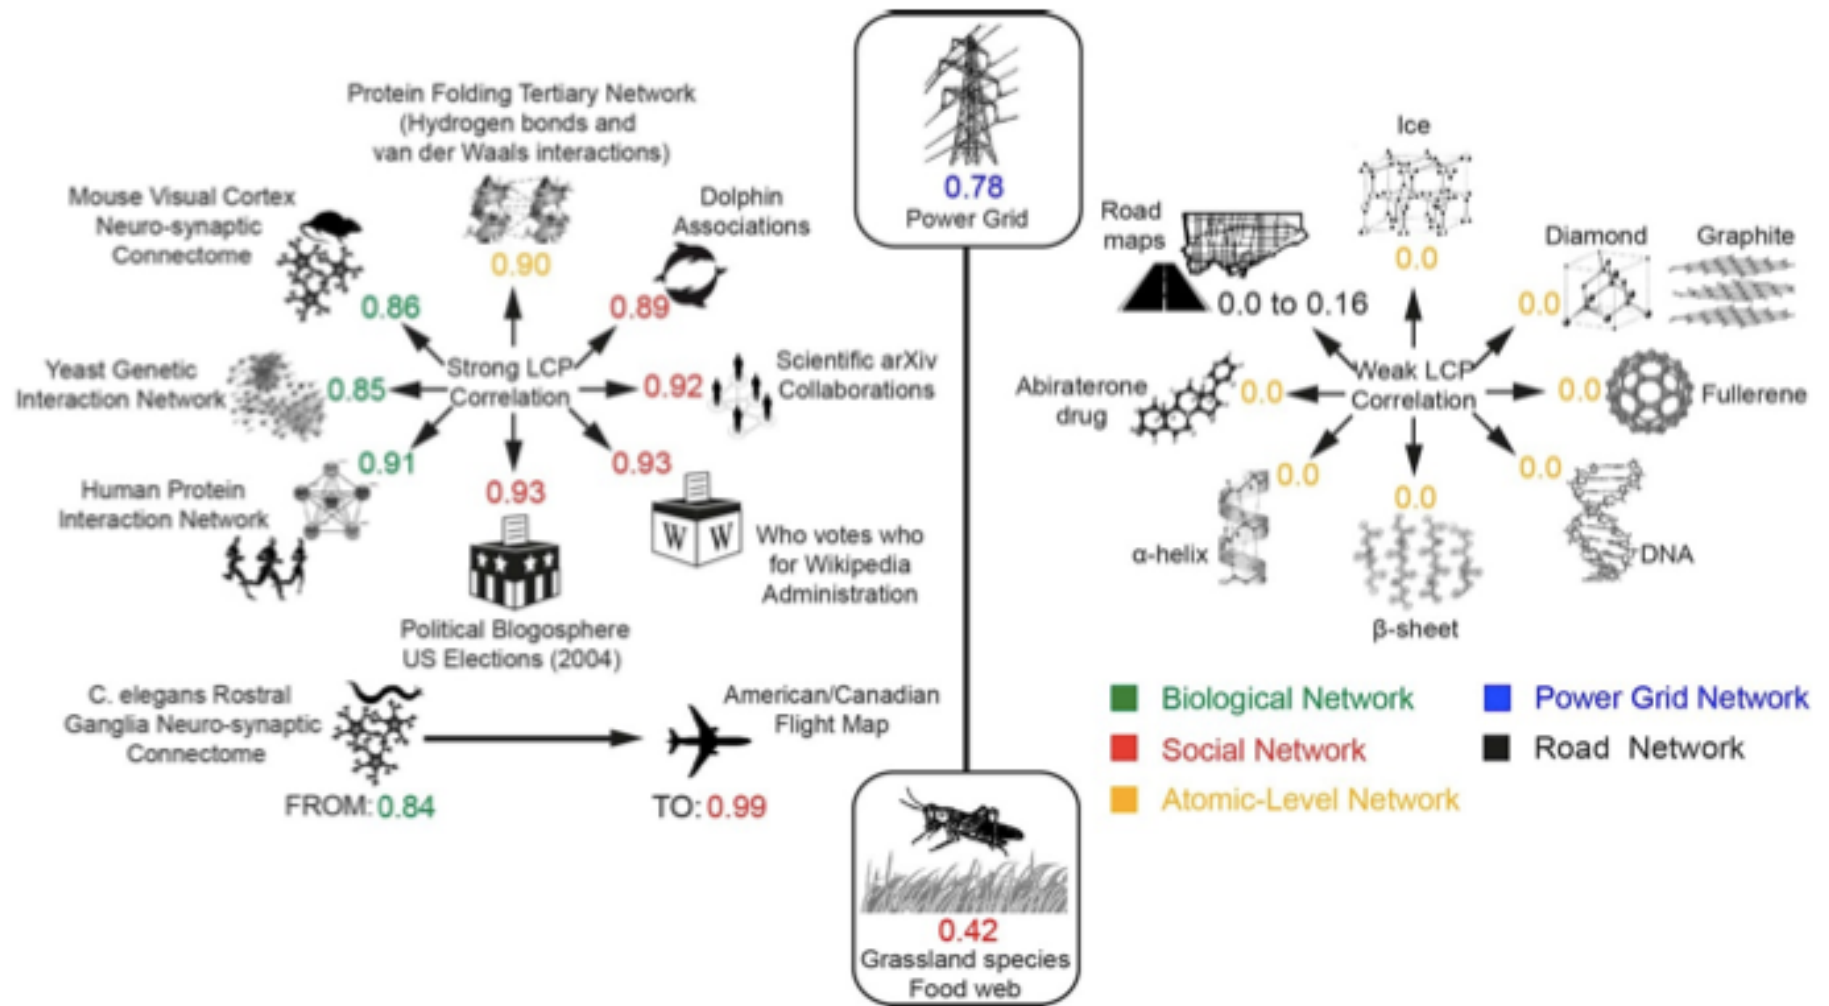 Protein Folding Tertiary Network
(Hydrogen bonds and
van der Waals interactions)
0.90
Mouse Visual Cortex
Neuro-synaptic
Connectome
0.86
Dolphin
Associations
0.89
Yeast Genetic
Interaction Network
0.85
Strong LCP
Correlation
0.92
Scientific arXiv
Collaborations
0.91
Human Protein
Interaction Network
0.93
0.93
W W
Who votes who
for Wikipedia
Administration
Political Blogosphere
US Elections (2004)
C. elegans Rostral
Ganglia Neuro-synaptic
Connectome
FROM: 0.84
American/Canadian
Flight Map
TO: 0.99
0.78
Power Grid
0.42
Grassland species
Food web
Ice
0.0
Road
maps
0.0 to 0.16
Diamond
Graphite
0.0
Abiraterone
drug
0.0
Weak LCP
Correlation
0.0
Fullerene
0.0
α-helix
0.0
β-sheet
0.0
DNA
Biological Network
Social Network
Atomic-Level Network
Power Grid Network
Road Network